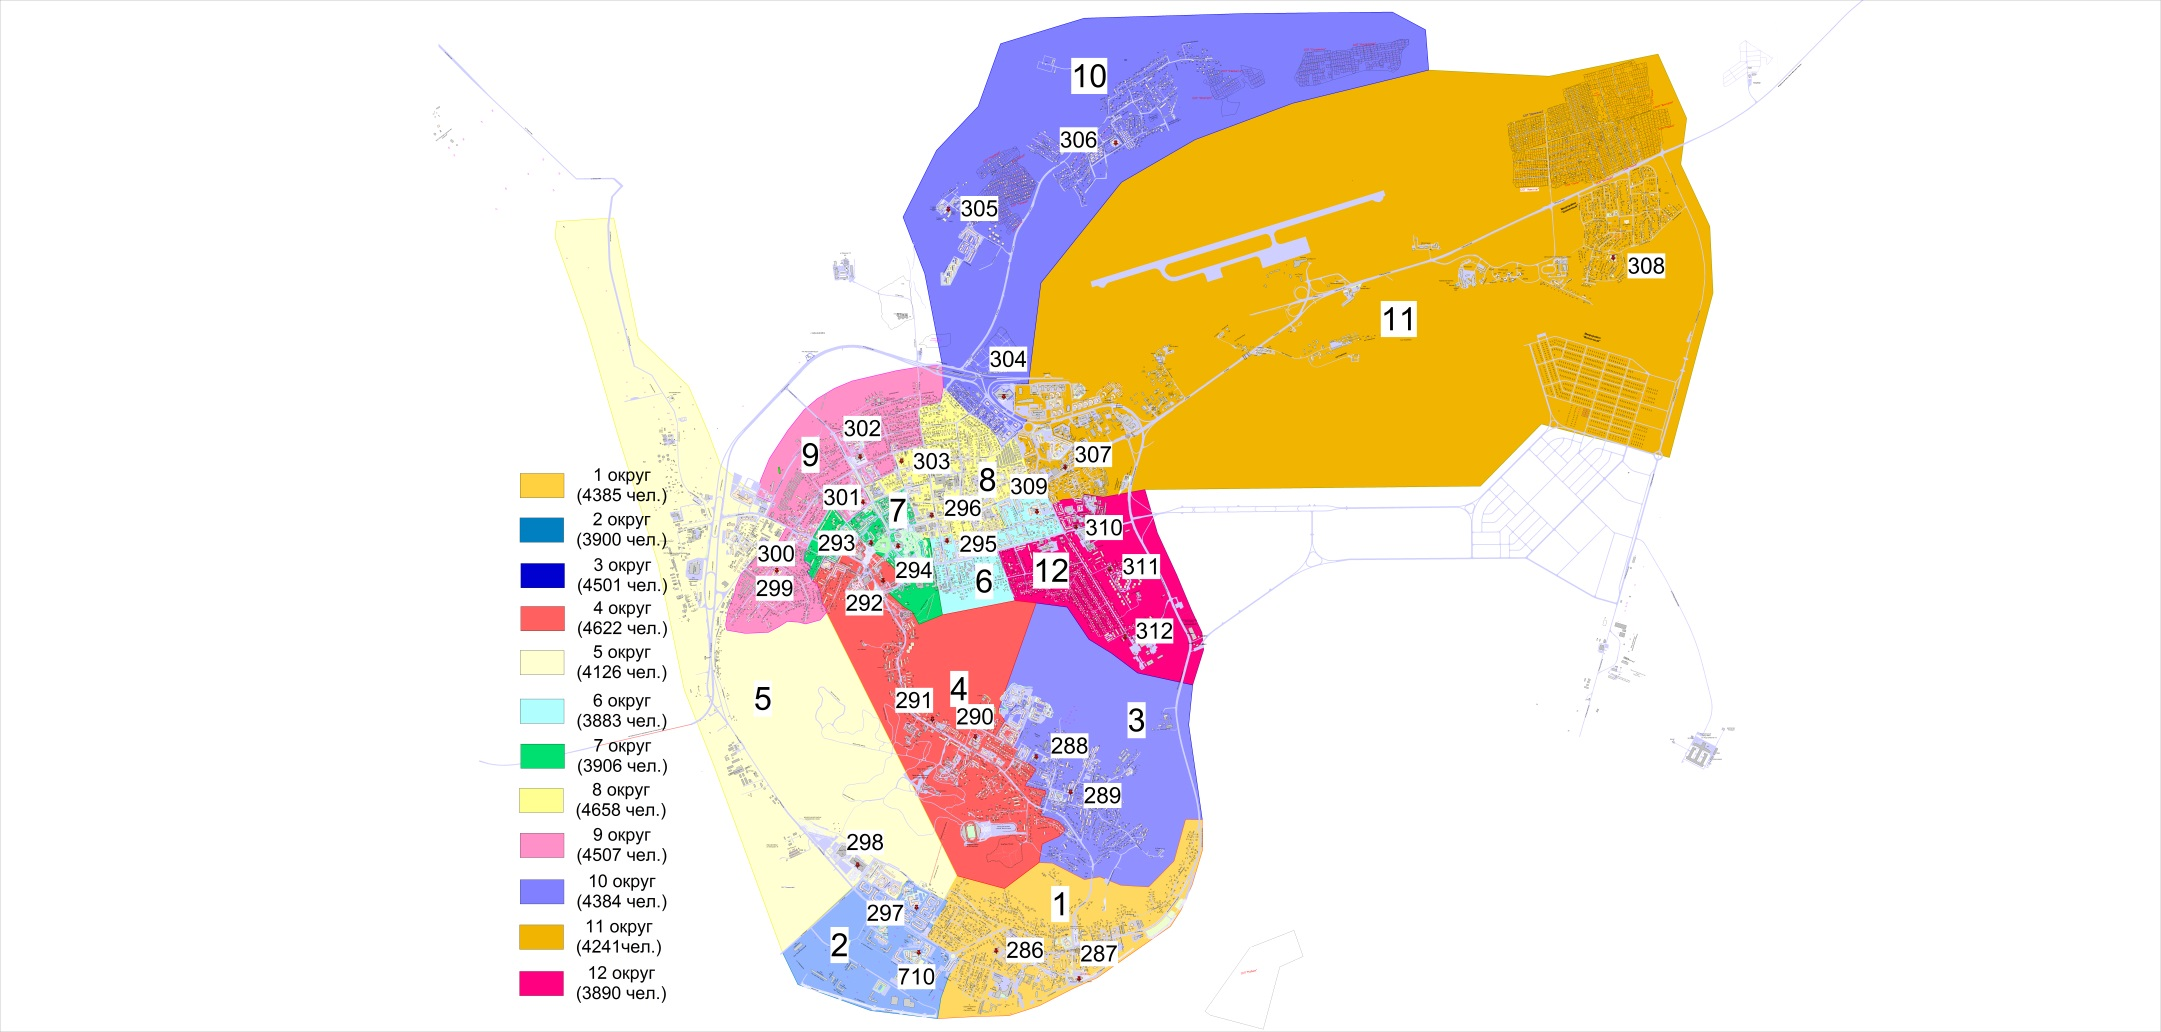 10
306
305
308
11
304
302
9
303
307
8
309
301
7
296
310
293
295
300
294
12
311
299
6
292
312
5
4
291
290
3
288
289
298
1
297
2
286
287
710
1 округ
(4385 чел.)
2 округ
(3900 чел.)
3 округ
(4501 чел.)
4 округ
(4622 чел.)
5 округ
(4126 чел.)
6 округ
(3883 чел.)
7 округ
(3906 чел.)
8 округ
(4658 чел.)
9 округ
(4507 чел.)
10 округ
(4384 чел.)
11 округ
(4241чел.)
12 округ
(3890 чел.)